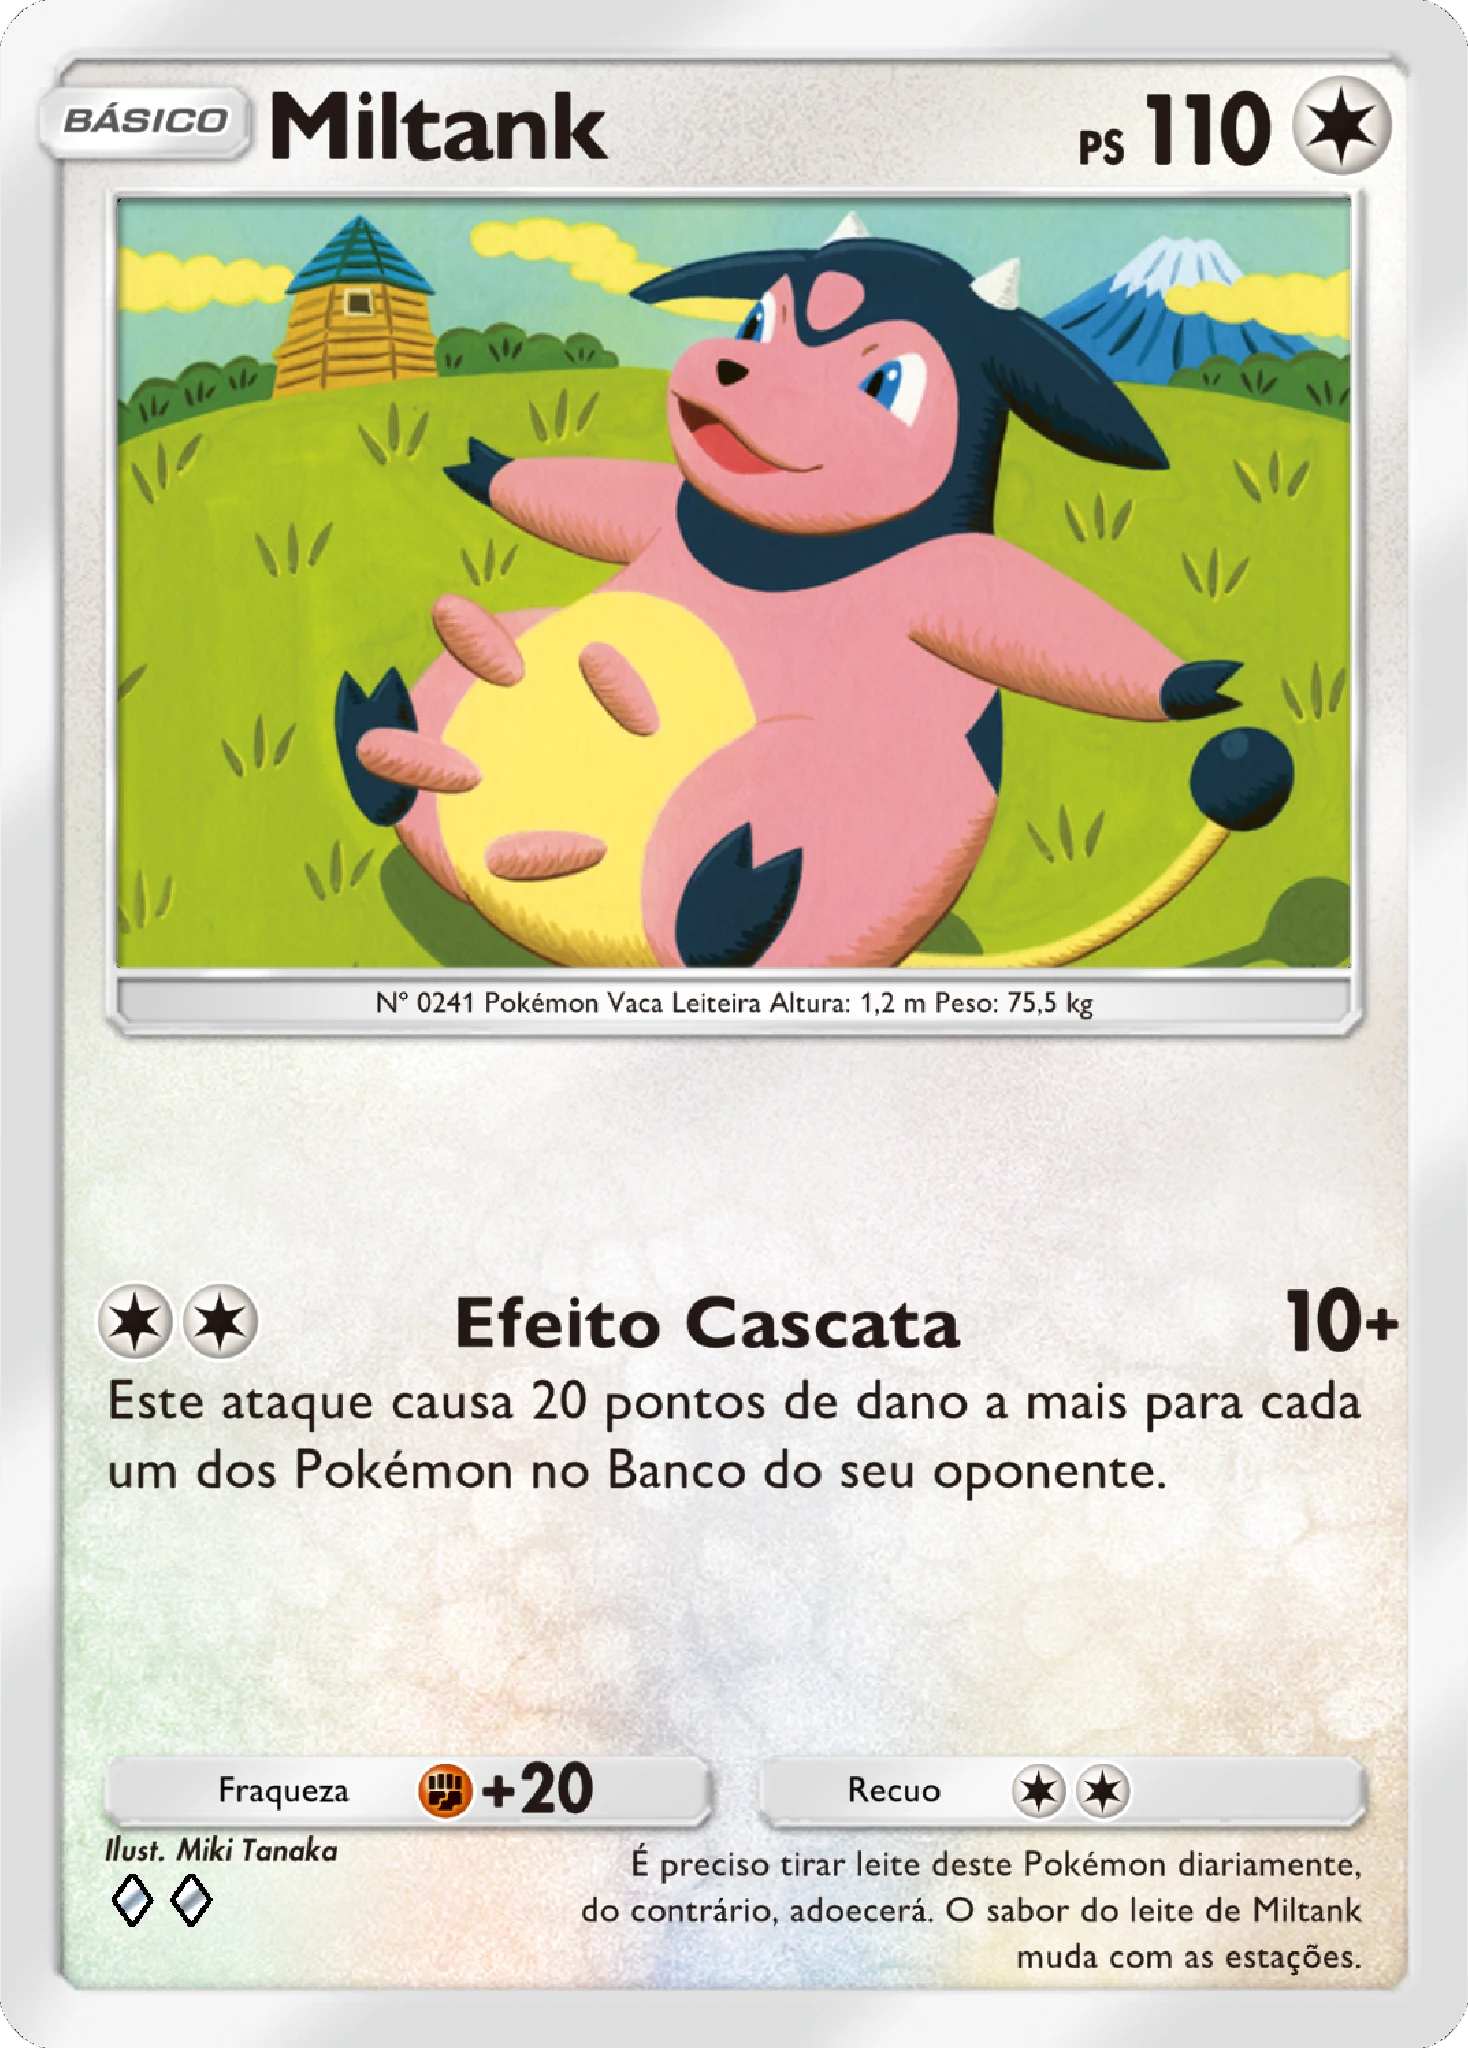 BÁSICO Miltank PS 110
Nº 0241 Pokémon Vaca Leiteira Altura: 1,2 m Peso: 75,5 kg
Efeito Cascata 10+
Este ataque causa 20 pontos de dano a mais para cada
um dos Pokémon no Banco do seu oponente.
Fraqueza +20 Recuo
Ilust. Miki Tanaka
É preciso tirar leite deste Pokémon diariamente,
do contrário, adoecerá. O sabor do leite de Miltank
muda com as estações.